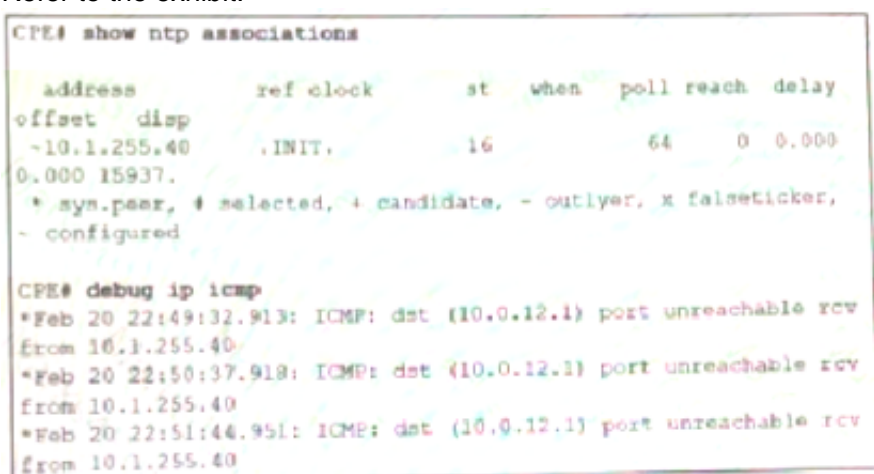 CPE# show ntp associations
address ref clock st when poll reach delay
offset disp
~10.1.255.40 .INIT. 16 64 0 0.000
0.000 15937.
* sys.peer, # selected, + candidate, - outlyer, x falseticker,
~ configured
CPE# debug ip icmp
*Feb 20 22:49:32.913: ICMP: dst (10.0.12.1) port unreachable rcv
from 10.1.255.40
*Feb 20 22:50:37.918: ICMP: dst (10.0.12.1) port unreachable rcv
from 10.1.255.40
*Feb 20 22:51:44.951: ICMP: dst (10.0.12.1) port unreachable rcv
from 10.1.255.40